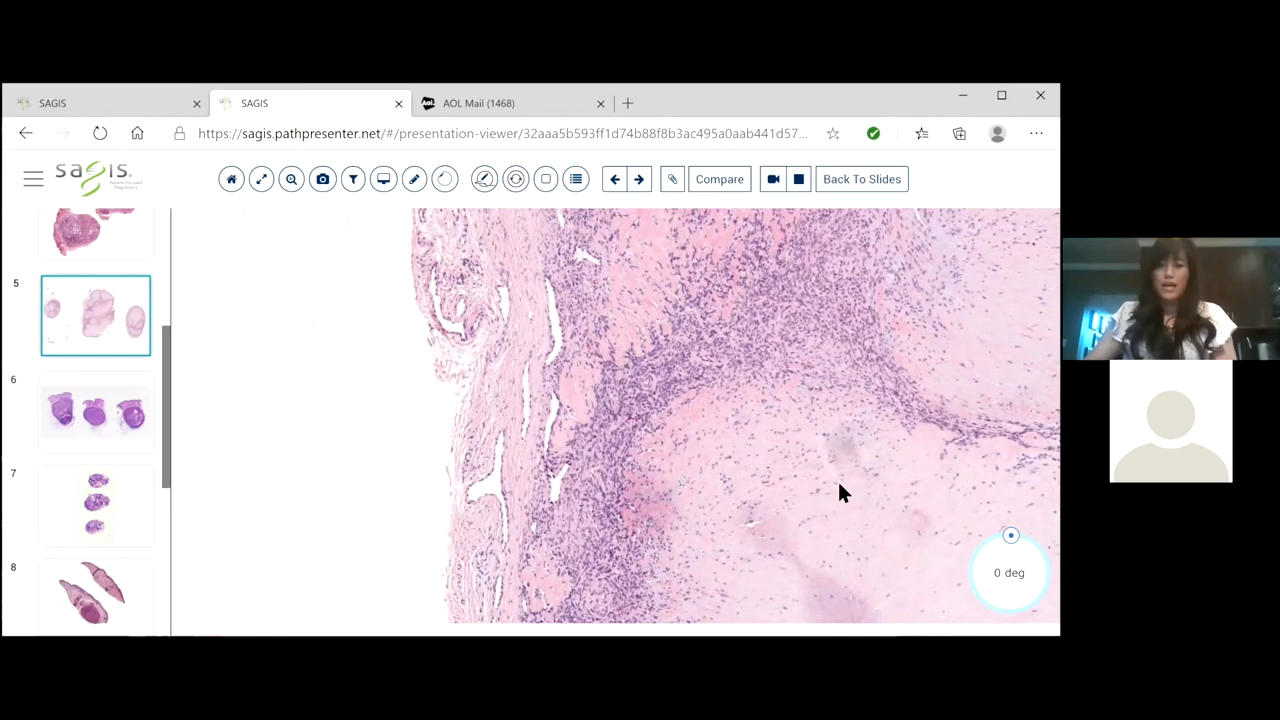 SAGIS
SAGIS
AOL Mail (1468)
https://sagis.pathpresenter.net/#/presentation-viewer/32aaa5b593ff1d74b88f8b3ac495a0aab441d57...
sagis
Compare
Back To Slides
5
6
7
8
0 deg